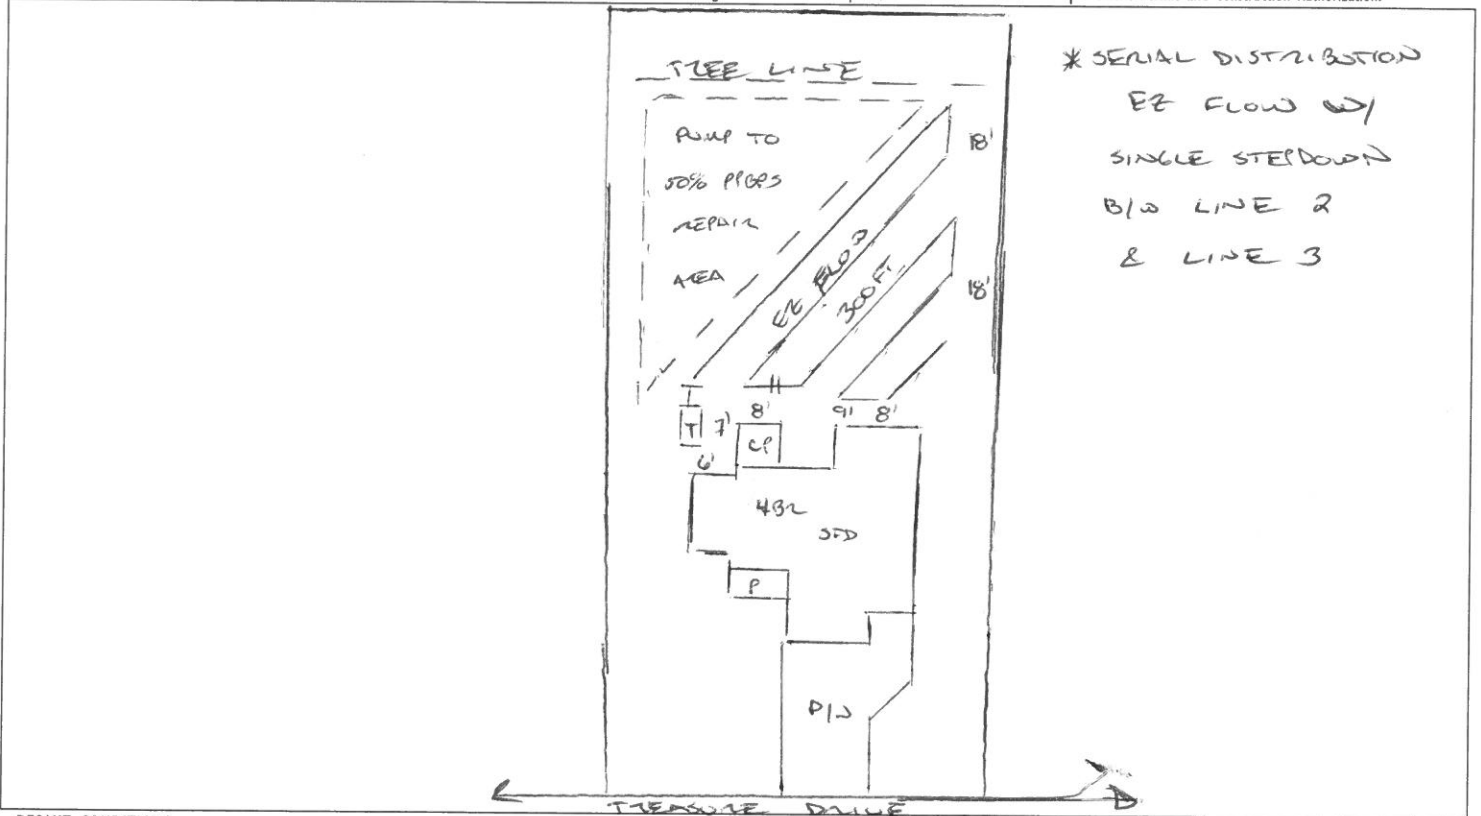 TREE LINE
* SERIAL DISTRIBUTION
EZ FLOW W/
SINGLE STEPDOWN
B/W LINE 2
& LINE 3
PUMP TO
50% PPBPS
REPAIR
AREA
18'
EZ FLOW
300 FT
18'
T
7'
8'
9'
8'
CP
6'
4BR
SFD
P
D/W
TREASURE DRIVE